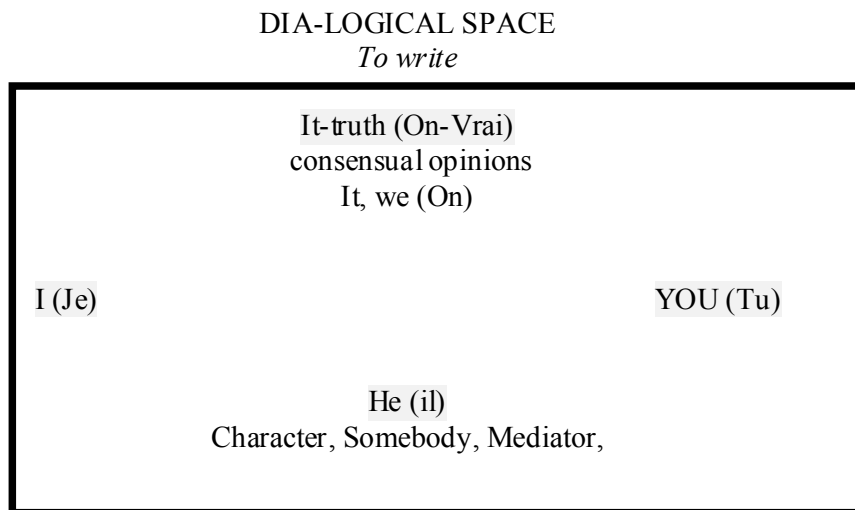 DIA-LOGICAL SPACE
To write
It-truth (On-Vrai)
consensual opinions
It, we (On)
I (Je)
YOU (Tu)
He (il)
Character, Somebody, Mediator,